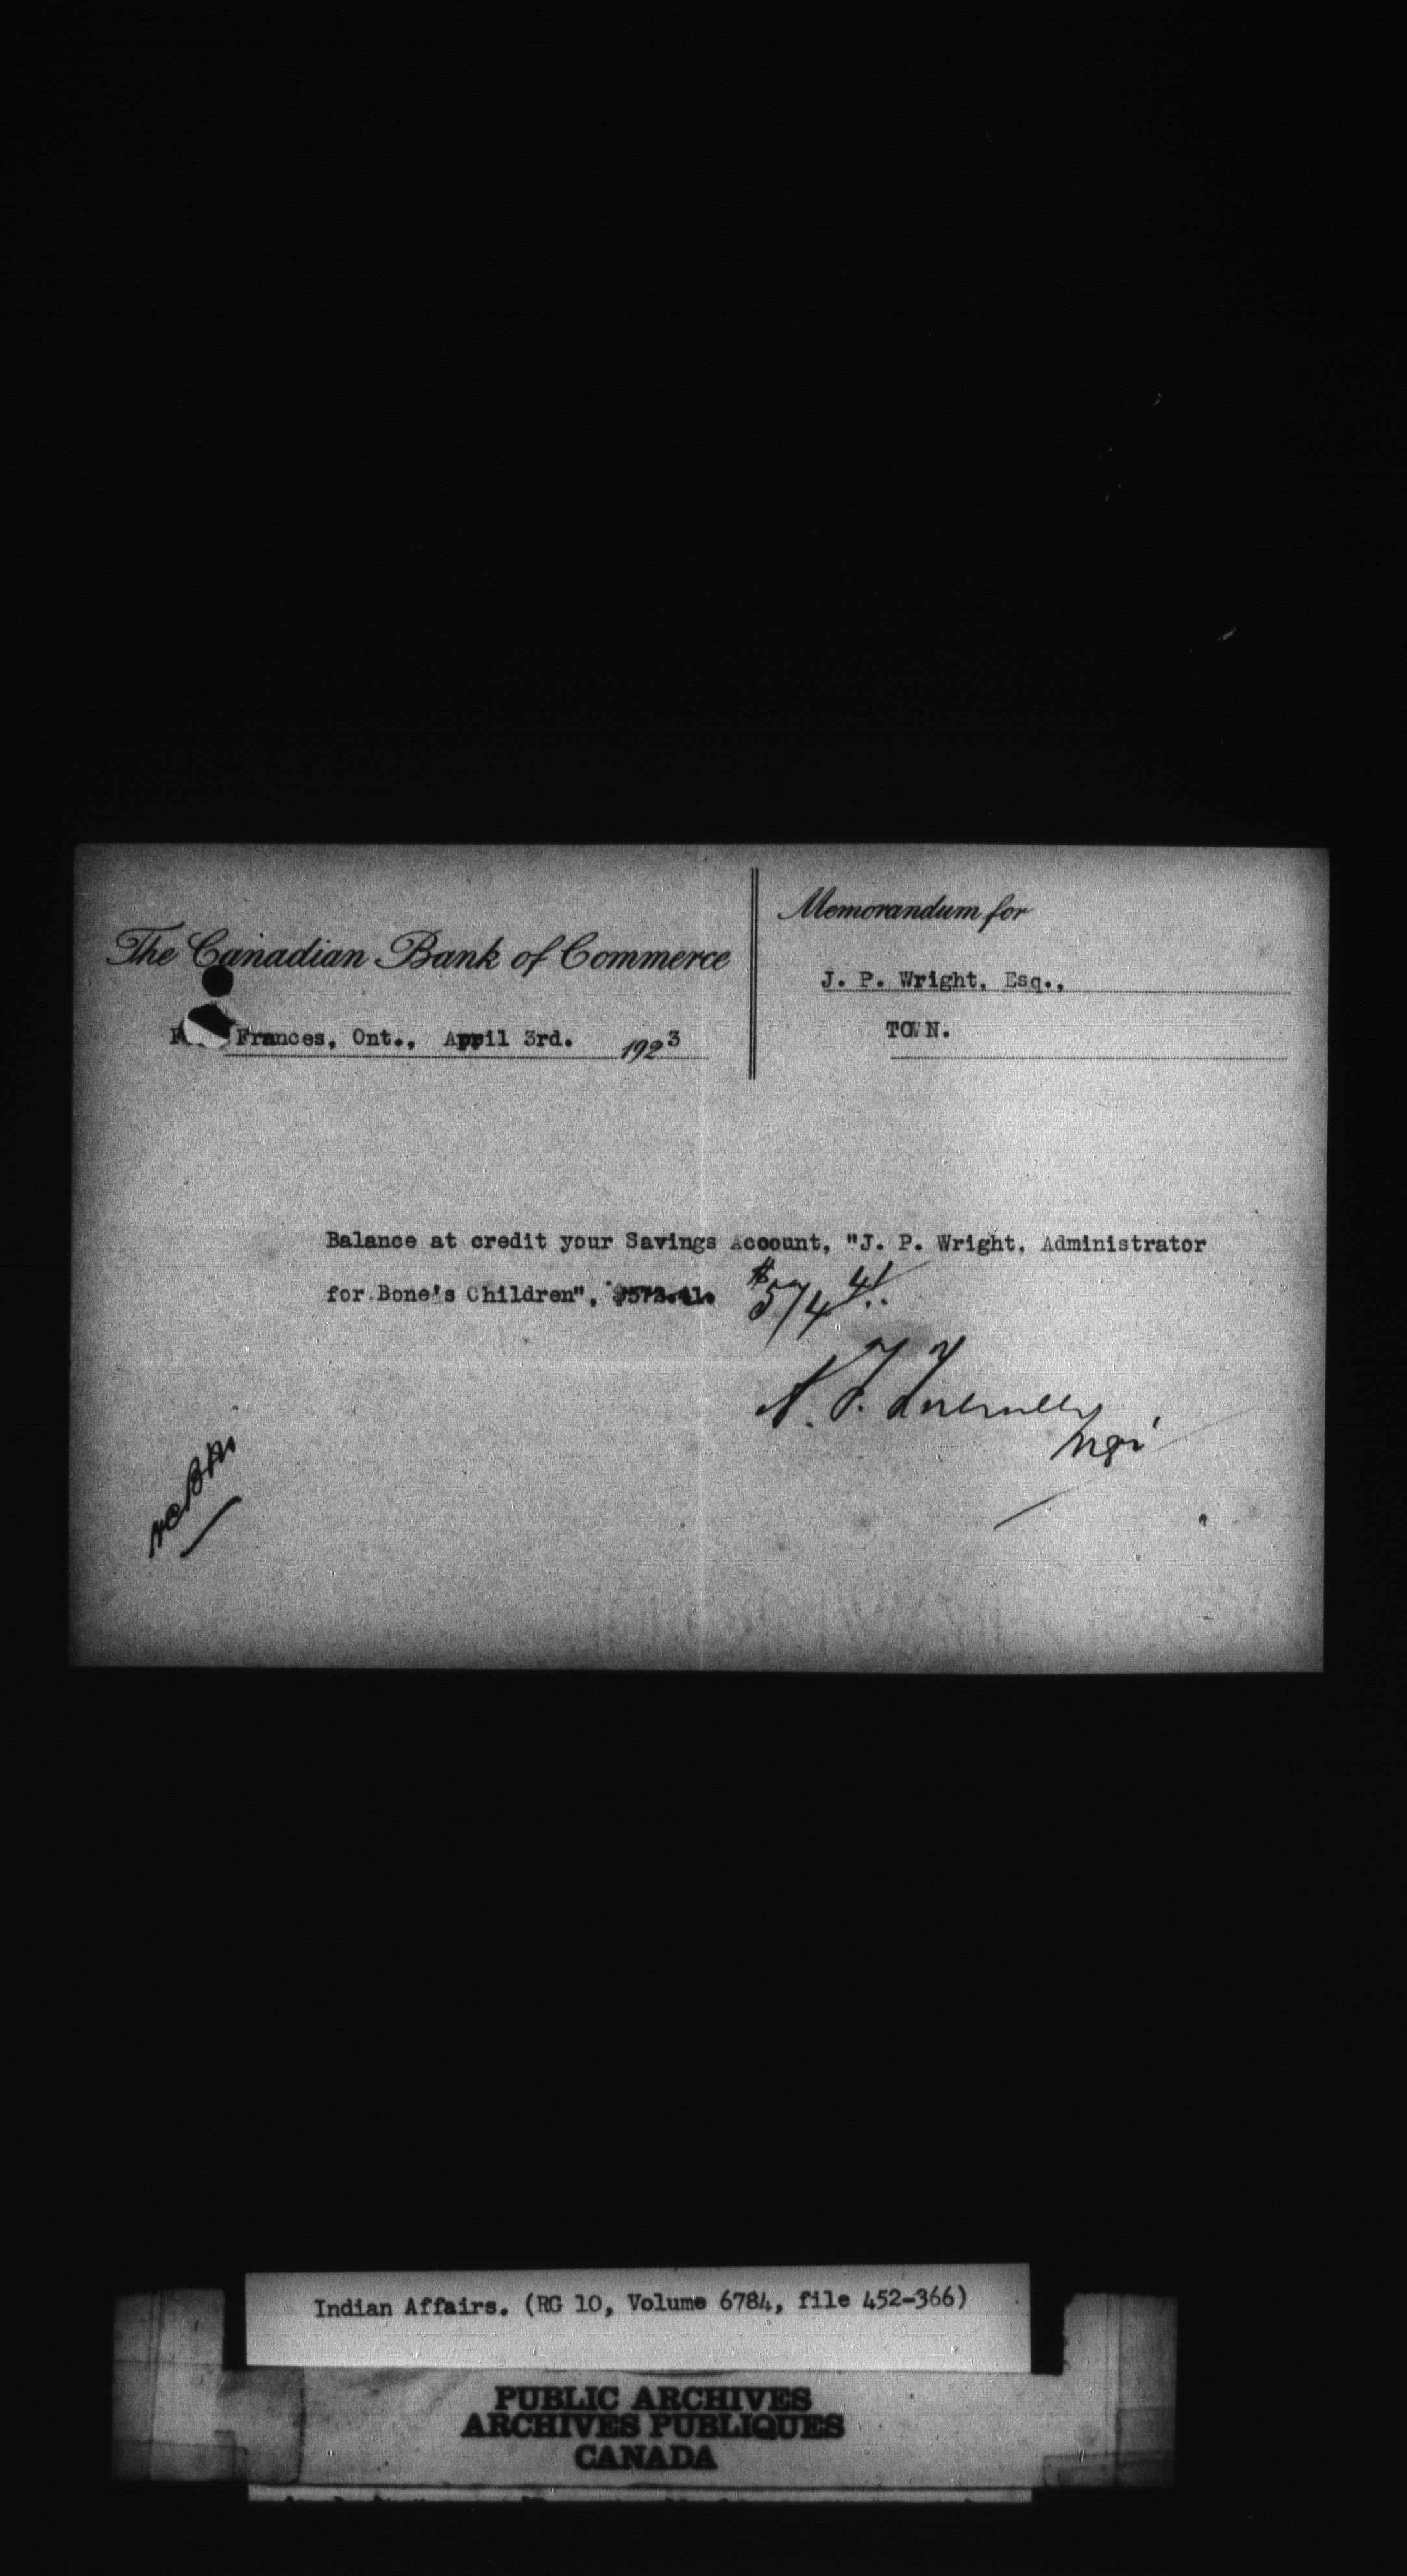 The Canadian Bank of Commerce
Frances, Ont., April 3rd. 1923
Memorandum for
J. P. Wright, Esq.,
TOWN.
Balance at credit your Savings Account, "J. P. Wright, Administrator
for Bone's Children", $572.41. $574 41
Mgr
Indian Affairs. (RG 10, Volume 6784, file 452-366)
PUBLIC ARCHIVES
ARCHIVES PUBLIQUES
CANADA